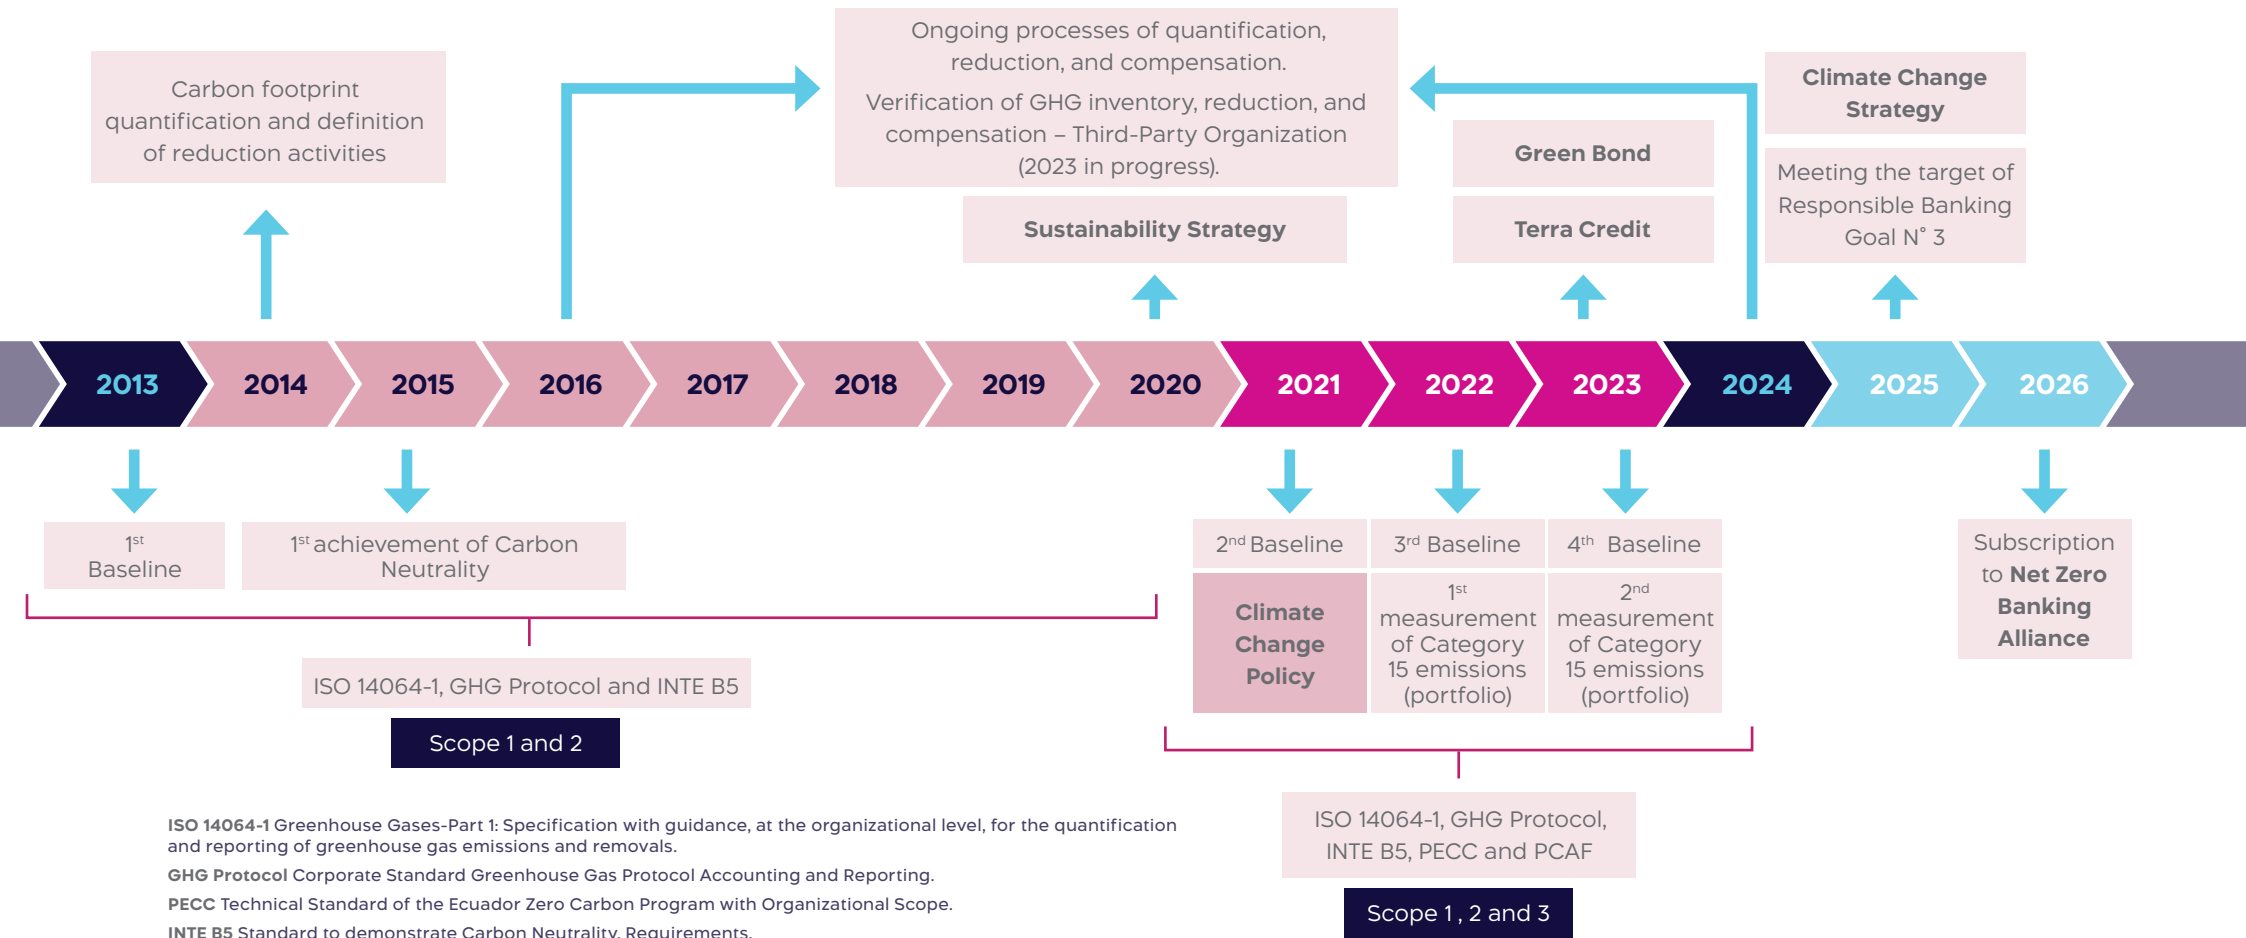 Carbon footprint
quantification and definition
of reduction activities
Ongoing processes of quantification,
reduction, and compensation.
Verification of GHG inventory, reduction, and
compensation – Third-Party Organization
(2023 in progress).
Sustainability Strategy
Green Bond
Terra Credit
Climate Change
Strategy
Meeting the target of
Responsible Banking
Goal N° 3
2013
2014
2015
2016
2017
2018
2019
2020
2021
2022
2023
2024
2025
2026
1st
Baseline
1st achievement of Carbon
Neutrality
ISO 14064-1, GHG Protocol and INTE B5
Scope 1 and 2
2nd Baseline
Climate
Change
Policy
3rd Baseline
1st
measurement
of Category
15 emissions
(portfolio)
4th Baseline
2nd
measurement
of Category
15 emissions
(portfolio)
Subscription
to Net Zero
Banking
Alliance
ISO 14064-1, GHG Protocol,
INTE B5, PECC and PCAF
Scope 1 , 2 and 3
ISO 14064-1 Greenhouse Gases-Part 1: Specification with guidance, at the organizational level, for the quantification
and reporting of greenhouse gas emissions and removals.
GHG Protocol Corporate Standard Greenhouse Gas Protocol Accounting and Reporting.
PECC Technical Standard of the Ecuador Zero Carbon Program with Organizational Scope.
INTE B5 Standard to demonstrate Carbon Neutrality. Requirements.